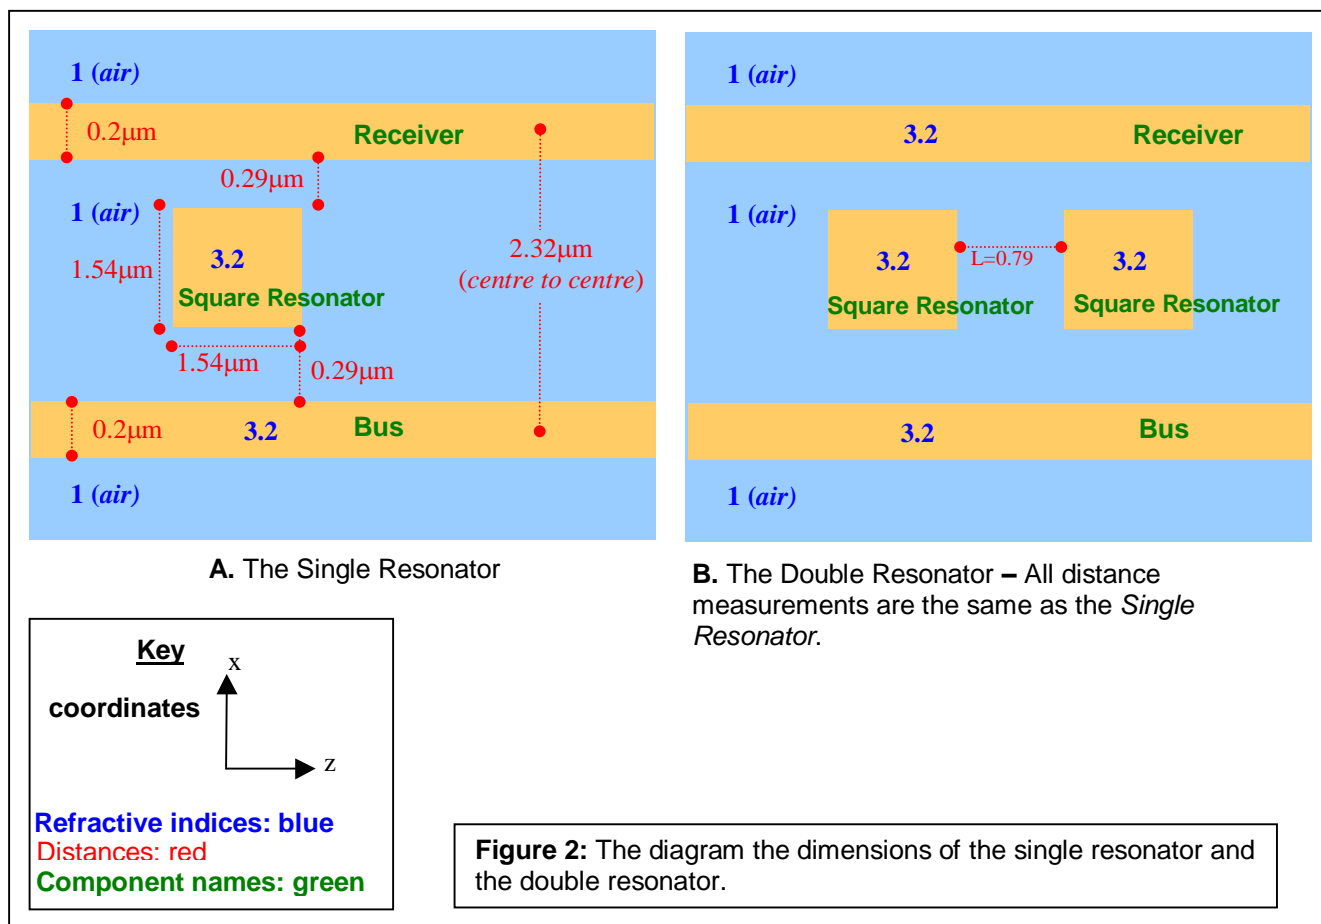 1 (air)
0.2μm
Receiver
0.29μm
1 (air)
1.54μm
3.2
Square Resonator
2.32μm
(centre to centre)
1.54μm
0.29μm
0.2μm
3.2
Bus
1 (air)
A. The Single Resonator
1 (air)
3.2
Receiver
1 (air)
3.2
L=0.79
3.2
Square Resonator
Square Resonator
3.2
Bus
1 (air)
B. The Double Resonator – All distance
measurements are the same as the Single
Resonator.
Key
x
coordinates
z
Refractive indices: blue
Distances: red
Component names: green
Figure 2: The diagram the dimensions of the single resonator and
the double resonator.